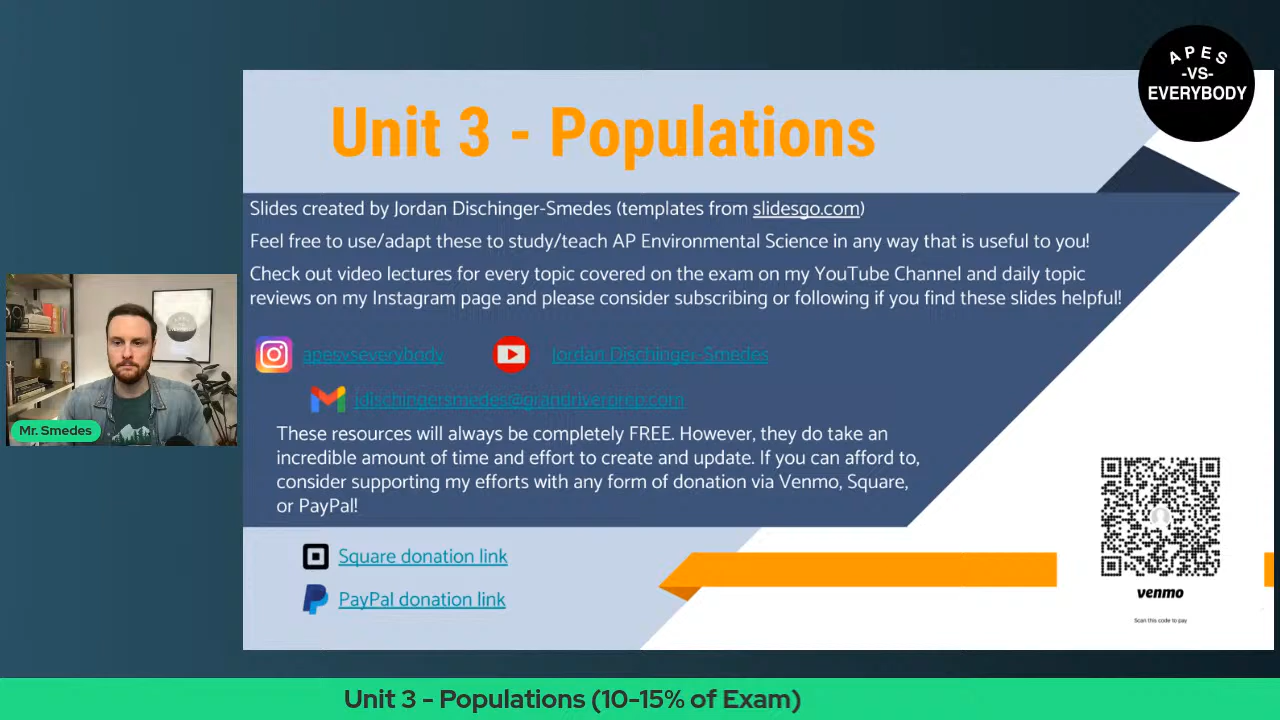 APES
-VS-
EVERYBODY
Unit 3 - Populations
Slides created by Jordan Dischinger-Smedes (templates from slidesgo.com)
Feel free to use/adapt these to study/teach AP Environmental Science in any way that is useful to you!
Check out video lectures for every topic covered on the exam on my YouTube Channel and daily topic
reviews on my Instagram page and please consider subscribing or following if you find these slides helpful!
apesvseverybody
Jordan Dischinger-Smedes
jdischingersmedes@grandriverprep.com
Mr. Smedes
These resources will always be completely FREE. However, they do take an
incredible amount of time and effort to create and update. If you can afford to,
consider supporting my efforts with any form of donation via Venmo, Square,
or PayPal!
Square donation link
PayPal donation link
venmo
Scan this code to pay
Unit 3 - Populations (10-15% of Exam)